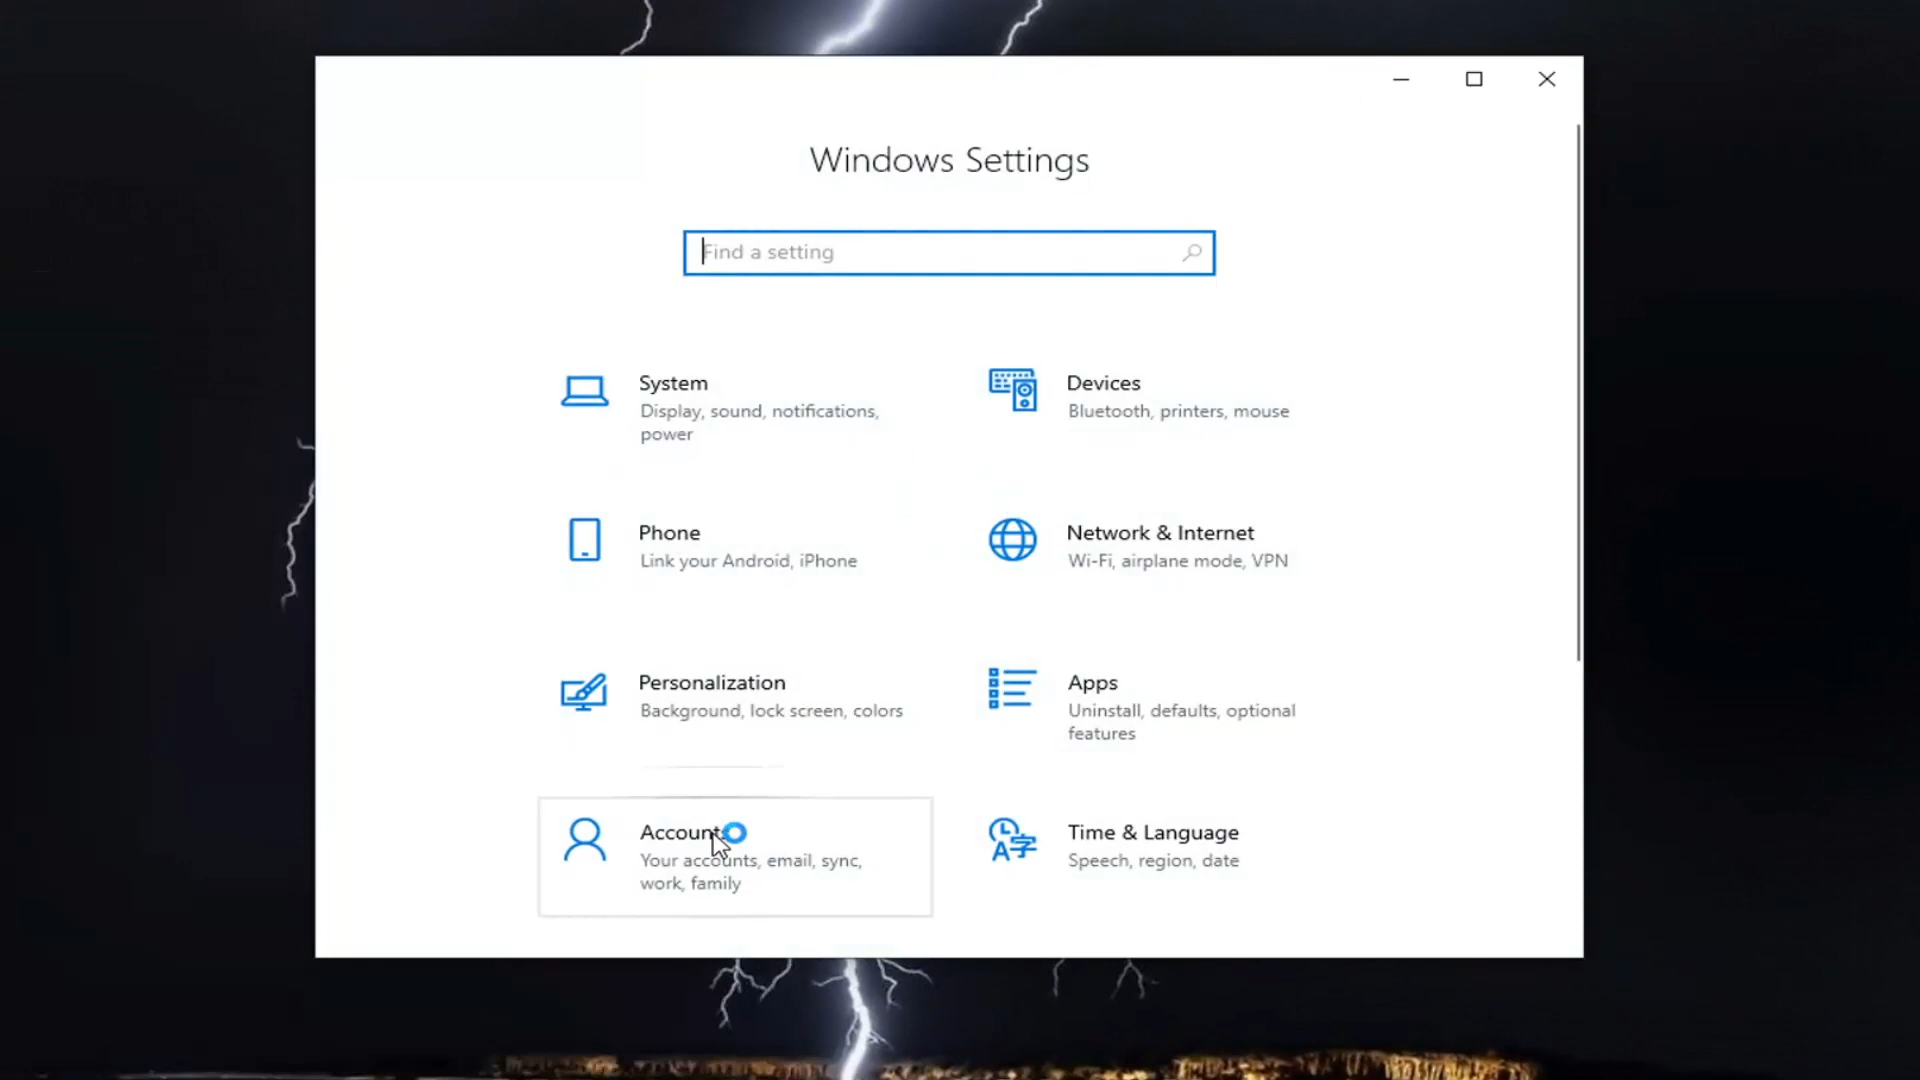 Windows Settings
Find a setting
System
Display, sound, notifications,
power
Devices
Bluetooth, printers, mouse
Phone
Link your Android, iPhone
Network & Internet
Wi-Fi, airplane mode, VPN
Personalization
Background, lock screen, colors
Apps
Uninstall, defaults, optional
features
Accounts
Your accounts, email, sync,
work, family
Time & Language
Speech, region, date